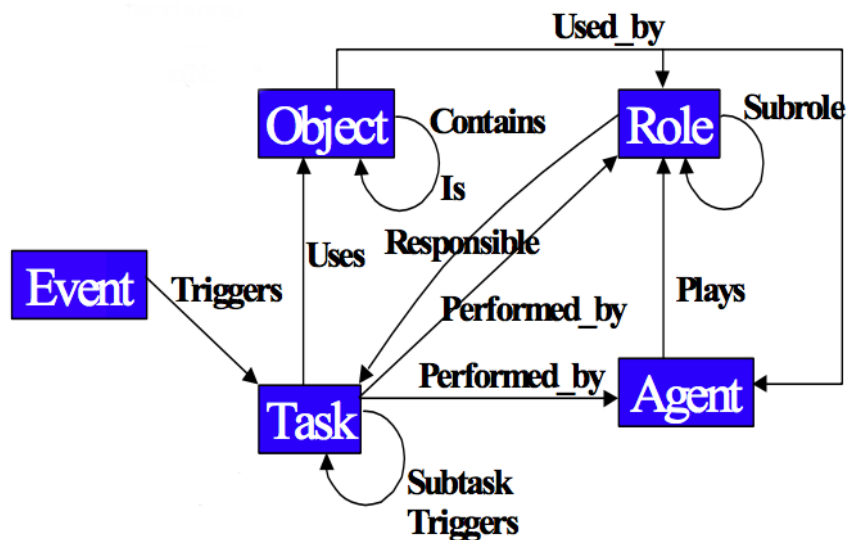 Used_by
Object
Contains
Is
Role
Subrole
Responsible
Uses
Event
Triggers
Performed_by
Plays
Performed_by
Task
Agent
Subtask
Triggers